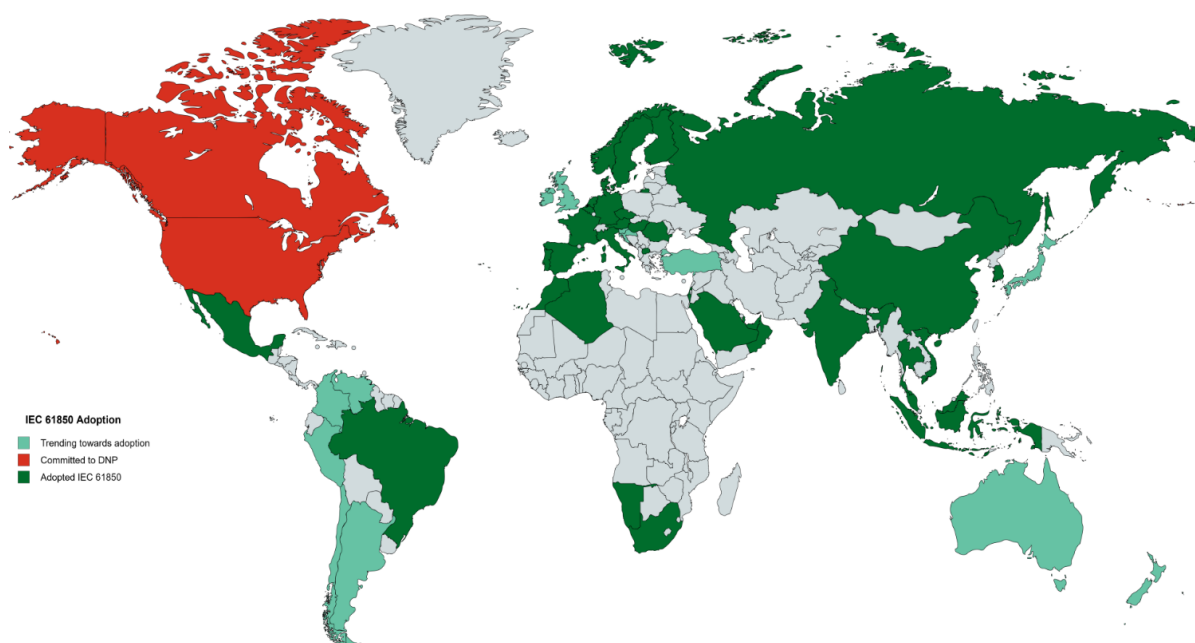 IEC 61850 Adoption
Trending towards adoption
Committed to DNP
Adopted IEC 61850